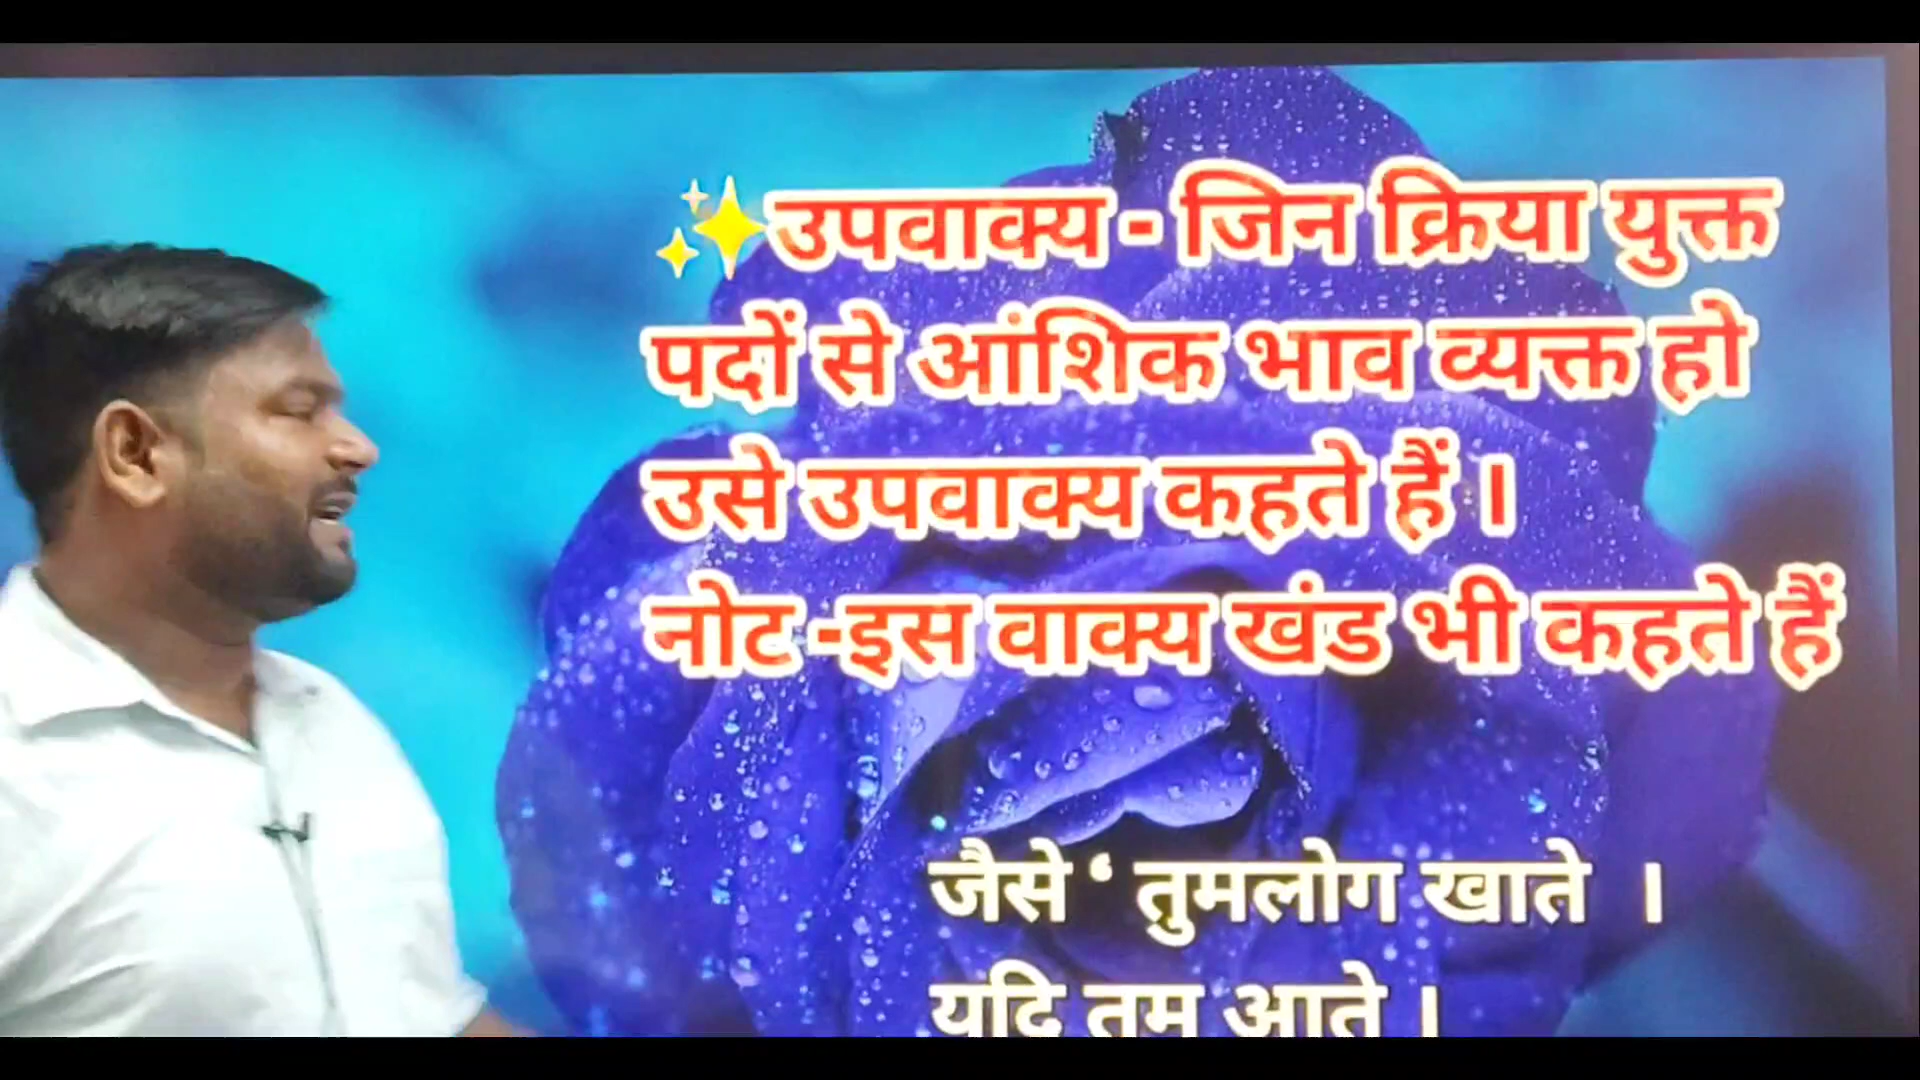 ✨उपवाक्य - जिन क्रिया युक्त
पदों से आंशिक भाव व्यक्त हो
उसे उपवाक्य कहते हैं ।
नोट -इस वाक्य खंड भी कहते हैं
जैसे ‘ तुमलोग खाते ।
यदि तुम आते ।